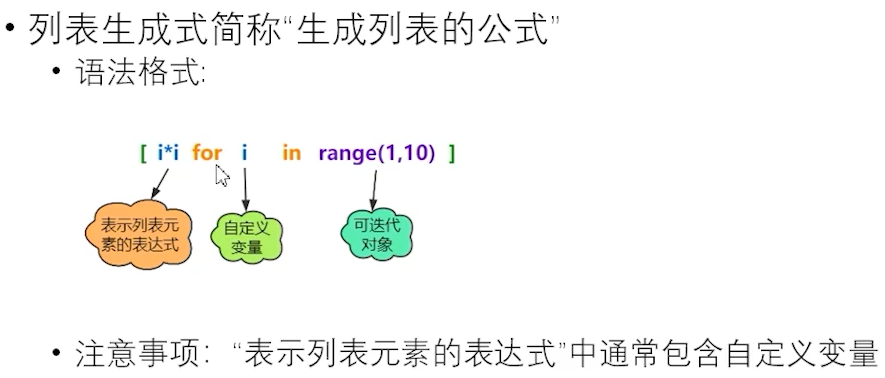 • 列表生成式简称“生成列表的公式”
• 语法格式:
[ i*i for i in range(1,10) ]
表示列表元
素的表达式
自定义
变量
可迭代
对象
• 注意事项：“表示列表元素的表达式”中通常包含自定义变量